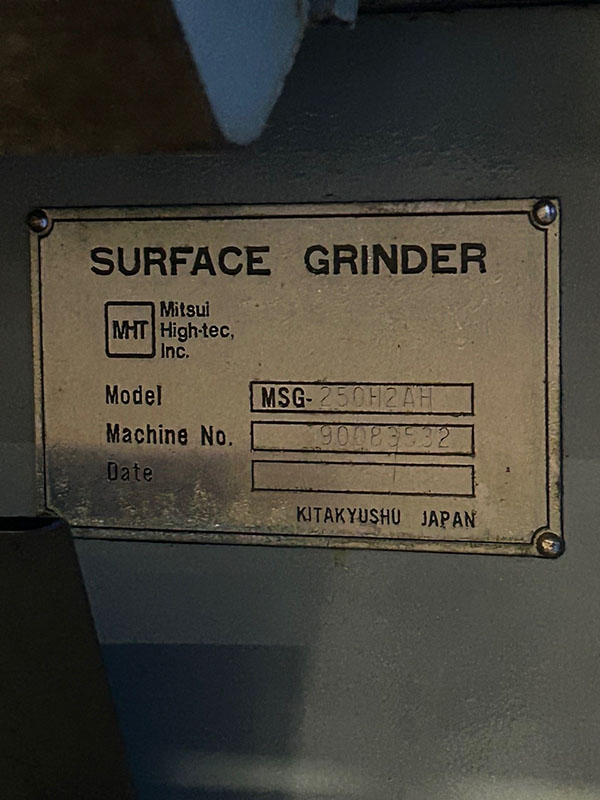 SURFACE GRINDER
MHT
Mitsui
High-tec,
Inc.
Model MSG-250H2AH
Machine No. 90083532
Date
KITAKYUSHU JAPAN